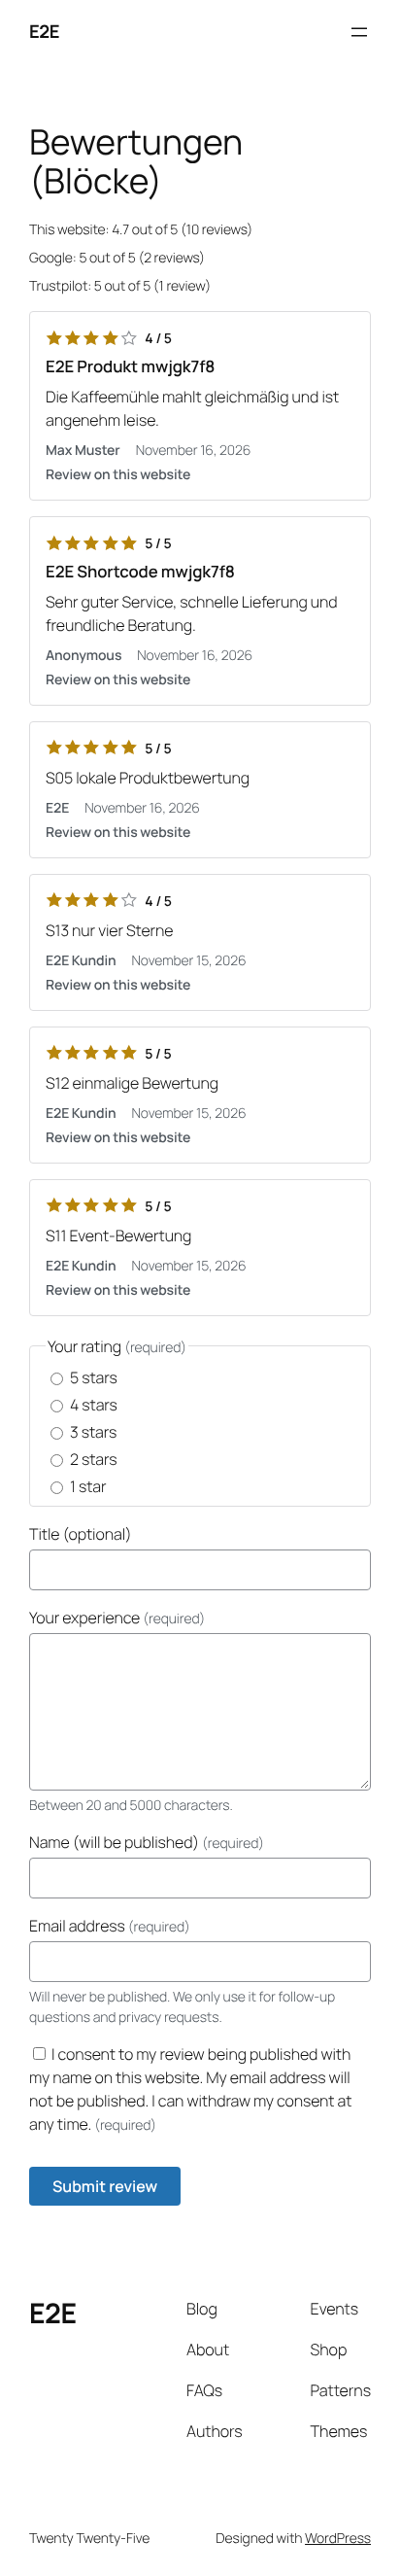 E2E
Bewertungen
(Blöcke)
This website: 4.7 out of 5 (10 reviews)
Google: 5 out of 5 (2 reviews)
Trustpilot: 5 out of 5 (1 review)
4 / 5
E2E Produkt mwjgk7f8
Die Kaffeemühle mahlt gleichmäßig und ist
angenehm leise.
Max Muster November 16, 2026
Review on this website
5 / 5
E2E Shortcode mwjgk7f8
Sehr guter Service, schnelle Lieferung und
freundliche Beratung.
Anonymous November 16, 2026
Review on this website
5 / 5
S05 lokale Produktbewertung
E2E November 16, 2026
Review on this website
4 / 5
S13 nur vier Sterne
E2E Kundin November 15, 2026
Review on this website
5 / 5
S12 einmalige Bewertung
E2E Kundin November 15, 2026
Review on this website
5 / 5
S11 Event-Bewertung
E2E Kundin November 15, 2026
Review on this website
Your rating (required)
5 stars
4 stars
3 stars
2 stars
1 star
Title (optional)
Your experience (required)
Between 20 and 5000 characters.
Name (will be published) (required)
Email address (required)
Will never be published. We only use it for follow-up
questions and privacy requests.
I consent to my review being published with
my name on this website. My email address will
not be published. I can withdraw my consent at
any time. (required)
Submit review
E2E
Blog
About
FAQs
Authors
Events
Shop
Patterns
Themes
Twenty Twenty-Five
Designed with WordPress